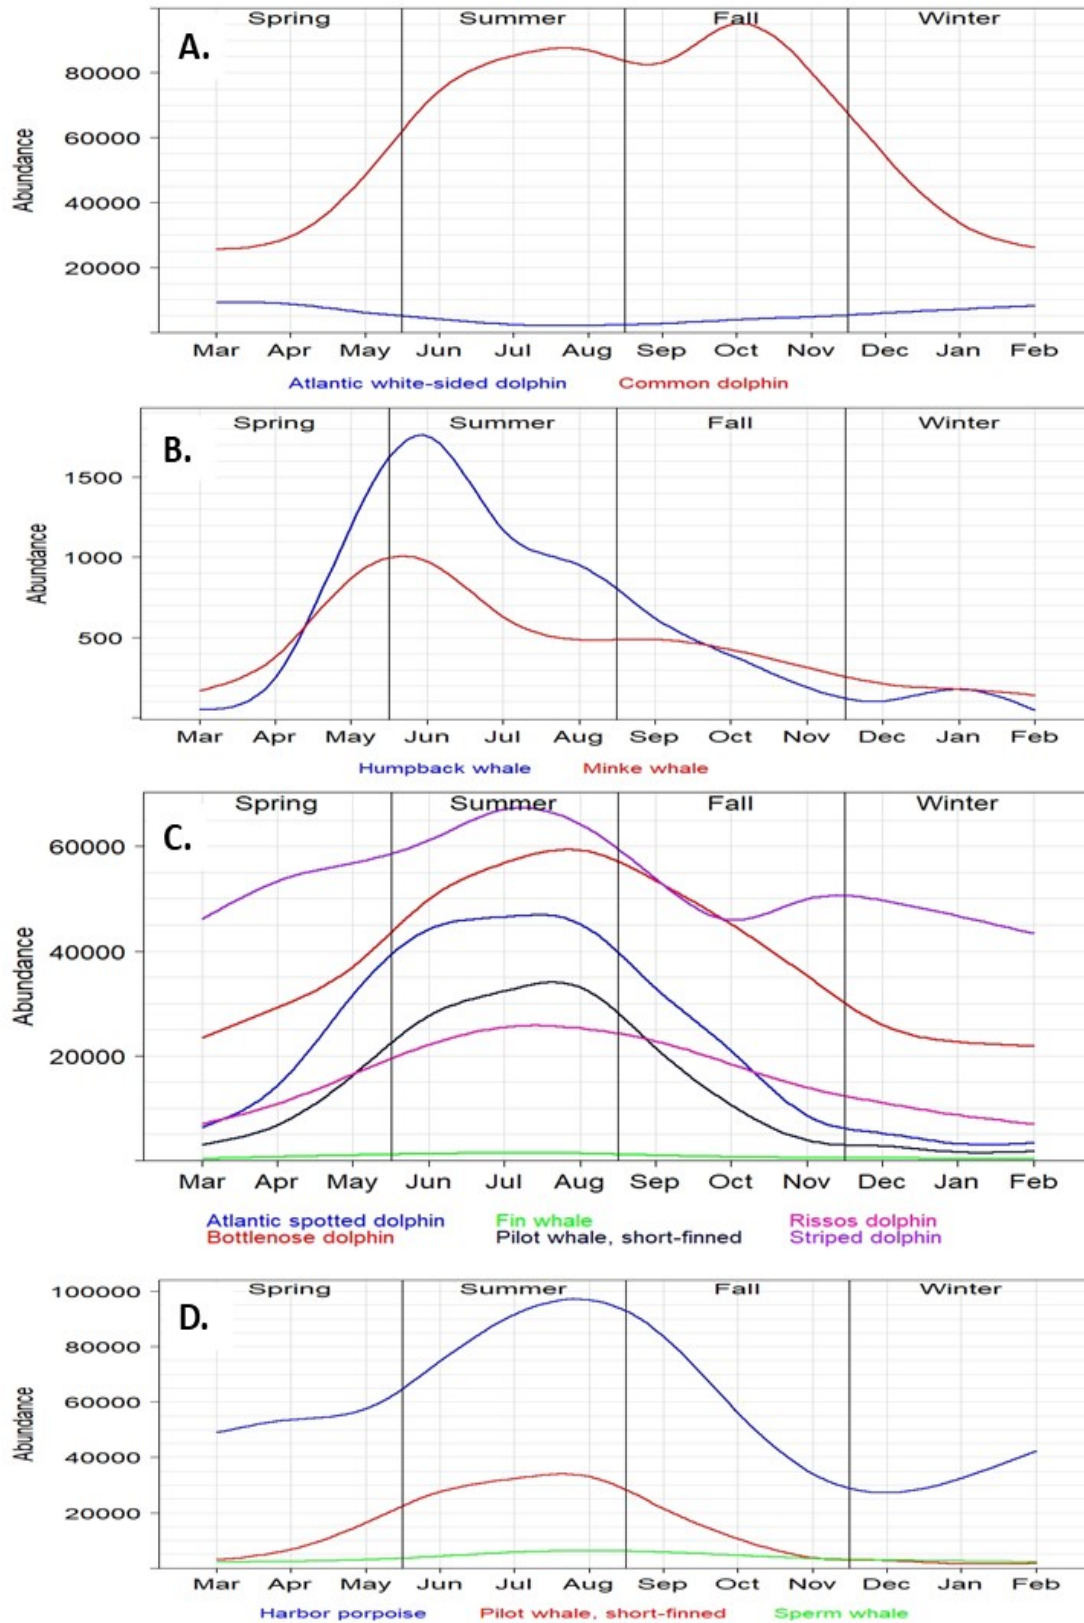 A.
Spring Summer Fall Winter
80000
60000
40000
20000
Abundance
Mar Apr May Jun Jul Aug Sep Oct Nov Dec Jan Feb
Atlantic white-sided dolphin Common dolphin
B.
Spring Summer Fall Winter
1500
1000
500
Abundance
Mar Apr May Jun Jul Aug Sep Oct Nov Dec Jan Feb
Humpback whale Minke whale
C.
Spring Summer Fall Winter
60000
40000
20000
Abundance
Mar Apr May Jun Jul Aug Sep Oct Nov Dec Jan Feb
Atlantic spotted dolphin Fin whale Rissos dolphin
Bottlenose dolphin Pilot whale, short-finned Striped dolphin
D.
Spring Summer Fall Winter
100000
80000
60000
40000
20000
Abundance
Mar Apr May Jun Jul Aug Sep Oct Nov Dec Jan Feb
Harbor porpoise Pilot whale, short-finned Sperm whale